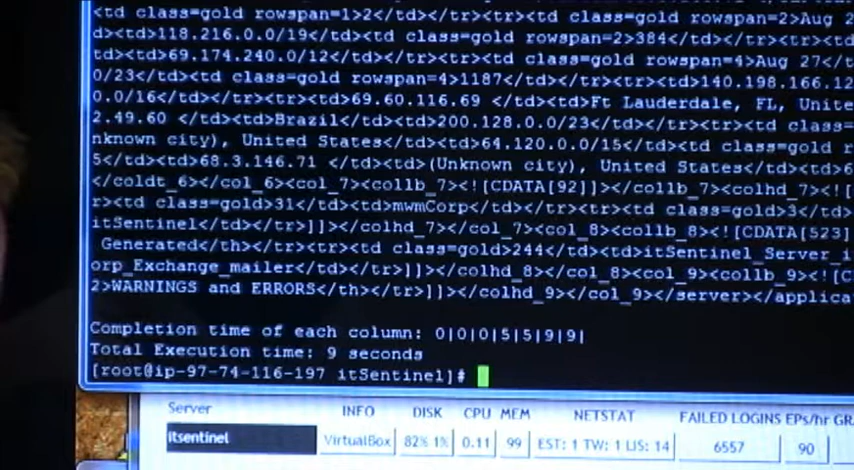 <td class=gold rowspan=1>2</td></tr><tr><td class=gold rowspan=2>Aug 2
d><td>118.216.0.0/19</td><td class=gold rowspan=2>384</td></tr><tr><td
><td>69.174.240.0/12</td></tr><tr><td class=gold rowspan=4>Aug 27</t
0/23</td><td class=gold rowspan=4>1187</td></tr><tr><td>140.198.166.12
0.0/16</td></tr><tr><td>69.60.116.69 </td><td>Ft Lauderdale, FL, Unite
2.49.60 </td><td>Brazil</td><td>200.128.0.0/23</td></tr><tr><td class=
nknown city), United States</td><td>64.120.0.0/15</td><td class=gold r
5</td><td>68.3.146.71 </td><td>(Unknown city), United States</td><td>6
</coldt_6></col_6><col_7><collb_7><![CDATA[92]]></collb_7><colhd_7><![
r><td class=gold>31</td><td>mwmCorp</td></tr><tr><td class=gold>3</td>
itSentinel</td></tr>]]></colhd_7></col_7><col_8><collb_8><![CDATA[523]
Generated</th></tr><tr><td class=gold>244</td><td>itSentinel_Server_i
orp_Exchange_mailer</td></tr>]]></colhd_8></col_8><col_9><collb_9><![C
2>WARNINGS and ERRORS</th></tr>]]></colhd_9></col_9></server></applica
Completion time of each column: 0|0|0|5|5|9|9|
Total Execution time: 9 seconds
[root@ip-97-74-116-197 itSentinel]#
Server INFO DISK CPU MEM NETSTAT FAILED LOGINS EPs/hr GR
itsentinel VirtualBox 82% 1% 0.11 99 EST: 1 TW: 1 LIS: 14 6557 90